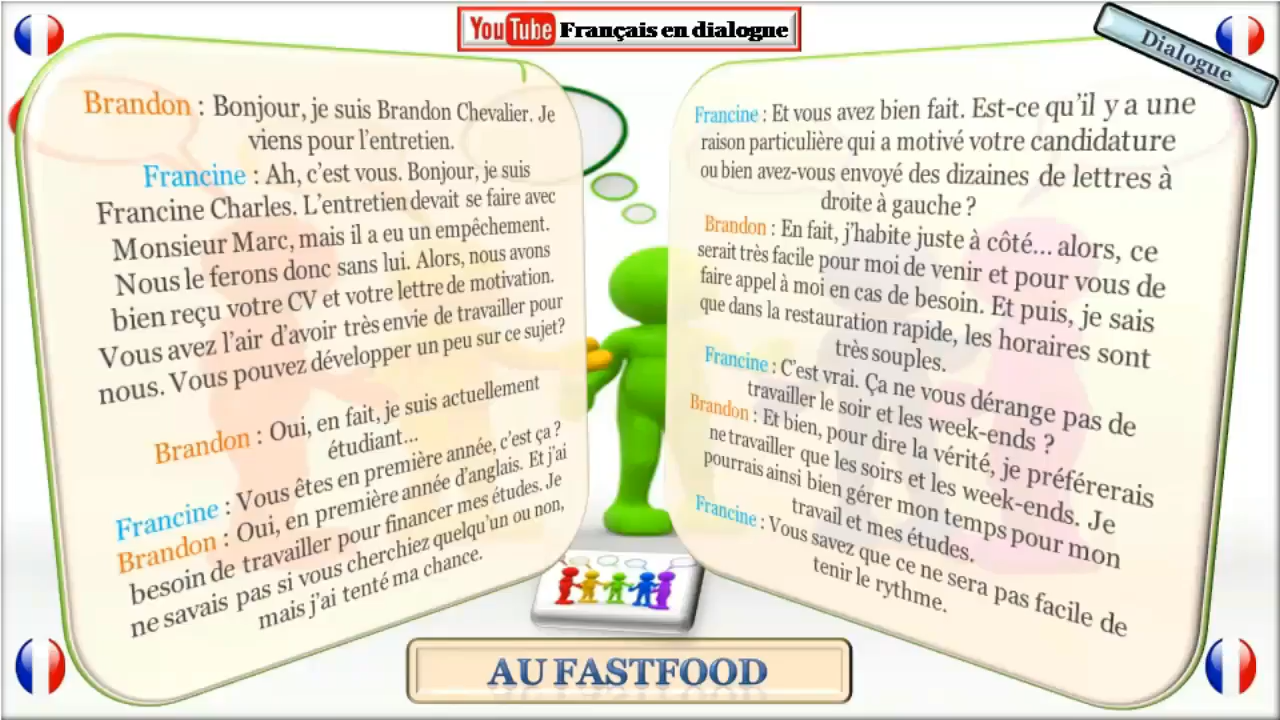 YouTube Français en dialogue
Dialogue
Brandon : Bonjour, je suis Brandon Chevalier. Je
viens pour l'entretien.
Francine : Ah, c'est vous. Bonjour, je suis
Francine Charles. L'entretien devait se faire avec
Monsieur Marc, mais il a eu un empêchement.
Nous le ferons donc sans lui. Alors, nous avons
bien reçu votre CV et votre lettre de motivation.
Vous avez l'air d'avoir très envie de travailler pour
nous. Vous pouvez développer un peu sur ce sujet?
Brandon : Oui, en fait, je suis actuellement
étudiant...
Francine : Vous êtes en première année, c'est ça ?
Brandon : Oui, en première année d'anglais. Et j'ai
besoin de travailler pour financer mes études. Je
ne savais pas si vous cherchiez quelqu'un ou non,
mais j'ai tenté ma chance.
Francine : Et vous avez bien fait. Est-ce qu'il y a une
raison particulière qui a motivé votre candidature
ou bien avez-vous envoyé des dizaines de lettres à
droite à gauche ?
Brandon : En fait, j'habite juste à côté... alors, ce
serait très facile pour moi de venir et pour vous de
faire appel à moi en cas de besoin. Et puis, je sais
que dans la restauration rapide, les horaires sont
très souples.
Francine : C'est vrai. Ça ne vous dérange pas de
travailler le soir et les week-ends ?
Brandon : Et bien, pour dire la vérité, je préférerais
ne travailler que les soirs et les week-ends. Je
pourrais ainsi bien gérer mon temps pour mon
travail et mes études.
Francine : Vous savez que ce ne sera pas facile de
tenir le rythme.
AU FASTFOOD